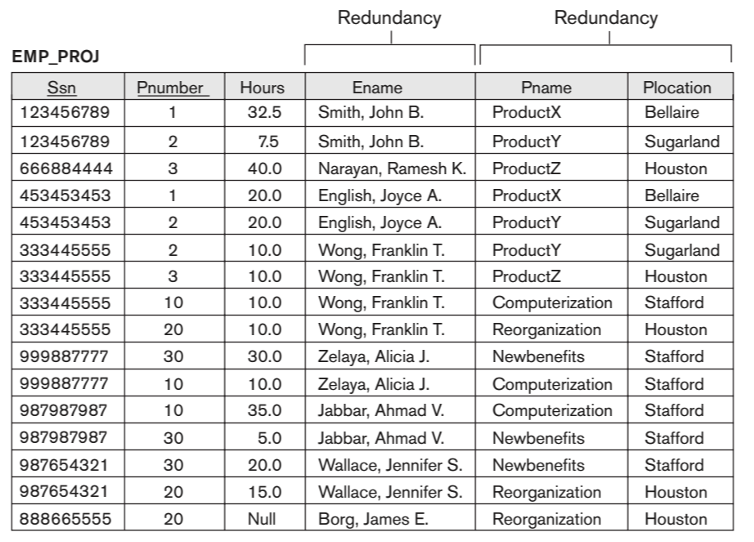 Redundancy Redundancy
EMP_PROJ
Ssn Pnumber Hours Ename Pname Plocation
123456789 1 32.5 Smith, John B. ProductX Bellaire
123456789 2 7.5 Smith, John B. ProductY Sugarland
666884444 3 40.0 Narayan, Ramesh K. ProductZ Houston
453453453 1 20.0 English, Joyce A. ProductX Bellaire
453453453 2 20.0 English, Joyce A. ProductY Sugarland
333445555 2 10.0 Wong, Franklin T. ProductY Sugarland
333445555 3 10.0 Wong, Franklin T. ProductZ Houston
333445555 10 10.0 Wong, Franklin T. Computerization Stafford
333445555 20 10.0 Wong, Franklin T. Reorganization Houston
999887777 30 30.0 Zelaya, Alicia J. Newbenefits Stafford
999887777 10 10.0 Zelaya, Alicia J. Computerization Stafford
987987987 10 35.0 Jabbar, Ahmad V. Computerization Stafford
987987987 30 5.0 Jabbar, Ahmad V. Newbenefits Stafford
987654321 30 20.0 Wallace, Jennifer S. Newbenefits Stafford
987654321 20 15.0 Wallace, Jennifer S. Reorganization Houston
888665555 20 Null Borg, James E. Reorganization Houston